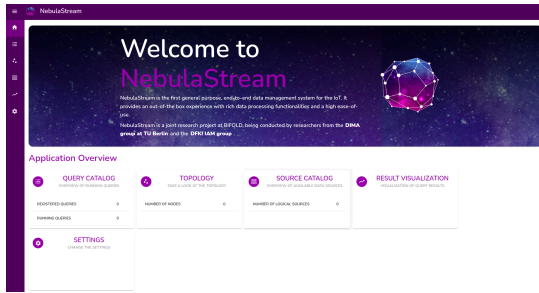 NebulaStream
Welcome to
NebulaStream
NebulaStream is the first general purpose, end-to-end data management system for the IoT. It
provides an out-of-the box experience with rich data processing functionalities and a high ease-of-
use.
NebulaStream is a joint research project at BIFOLD, being conducted by researchers from the DIMA
group at TU Berlin and the DFKI IAM group
Application Overview
QUERY CATALOG
OVERVIEW OF RUNNING QUERIES
REGISTERED QUERIES 0
RUNNING QUERIES 0
TOPOLOGY
TAKE A LOOK AT THE TOPOLOGY
NUMBER OF NODES 0
SOURCE CATALOG
OVERVIEW OF AVAILABLE DATA SOURCES
NUMBER OF LOGICAL SOURCES 0
RESULT VISUALIZATION
VISUALIZATION OF QUERY RESULTS
SETTINGS
CHANGE THE SETTINGS